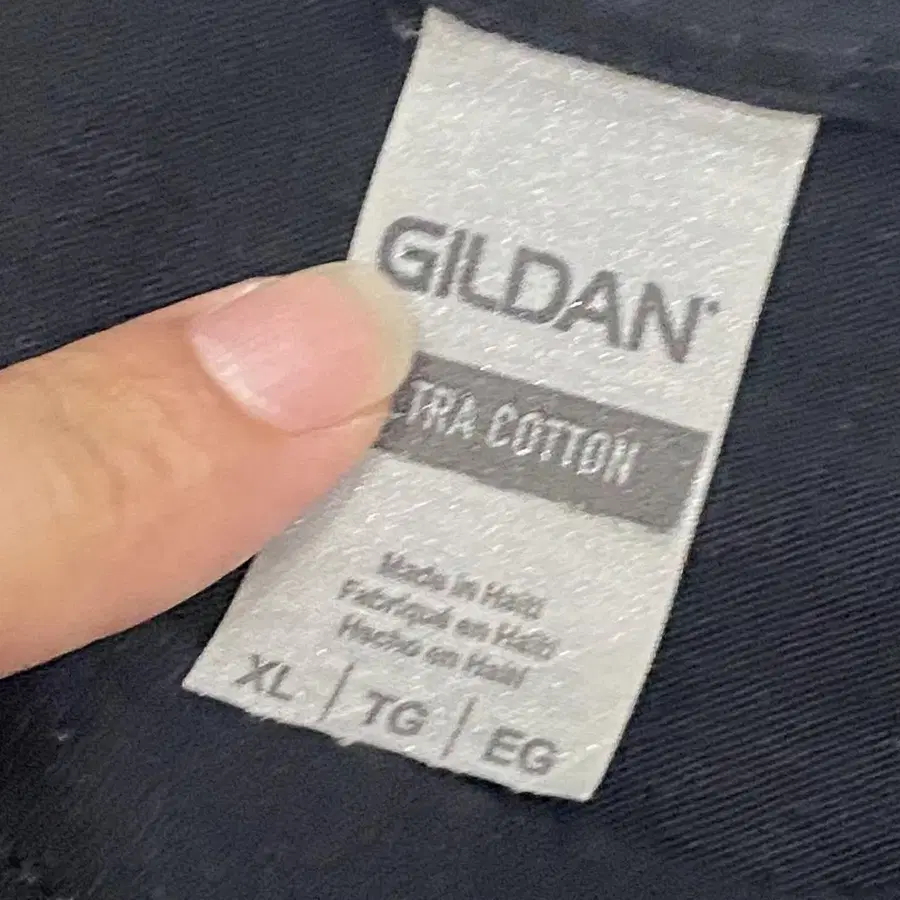 GILDAN
TRA COTTON
Made in Haiti
Fabriqué en Haïti
Hecho en Haití
XL | TG | EG